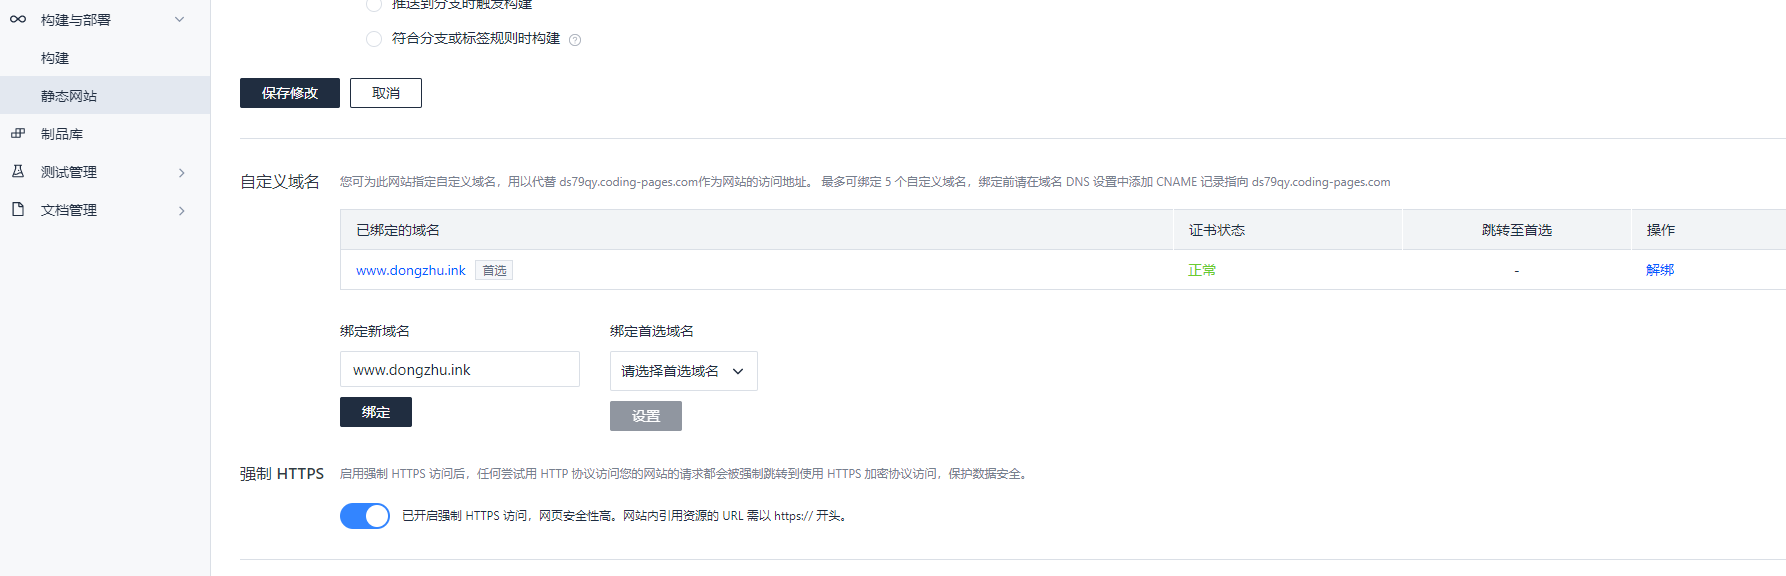 构建与部署
构建
静态网站
制品库
测试管理
文档管理
推送到分支时触发构建
符合分支或标签规则时构建 ?
保存修改 取消
自定义域名 您可为此网站指定自定义域名，用以代替 ds79qy.coding-pages.com作为网站的访问地址。 最多可绑定 5 个自定义域名，绑定前请在域名 DNS 设置中添加 CNAME 记录指向 ds79qy.coding-pages.com
已绑定的域名 证书状态 跳转至首选 操作
www.dongzhu.ink 首选 正常 - 解绑
绑定新域名 绑定首选域名
www.dongzhu.ink 请选择首选域名
绑定 设置
强制 HTTPS 启用强制 HTTPS 访问后，任何尝试用 HTTP 协议访问您的网站的请求都会被强制跳转到使用 HTTPS 加密协议访问，保护数据安全。
已开启强制 HTTPS 访问，网页安全性高。网站内引用资源的 URL 需以 https:// 开头。